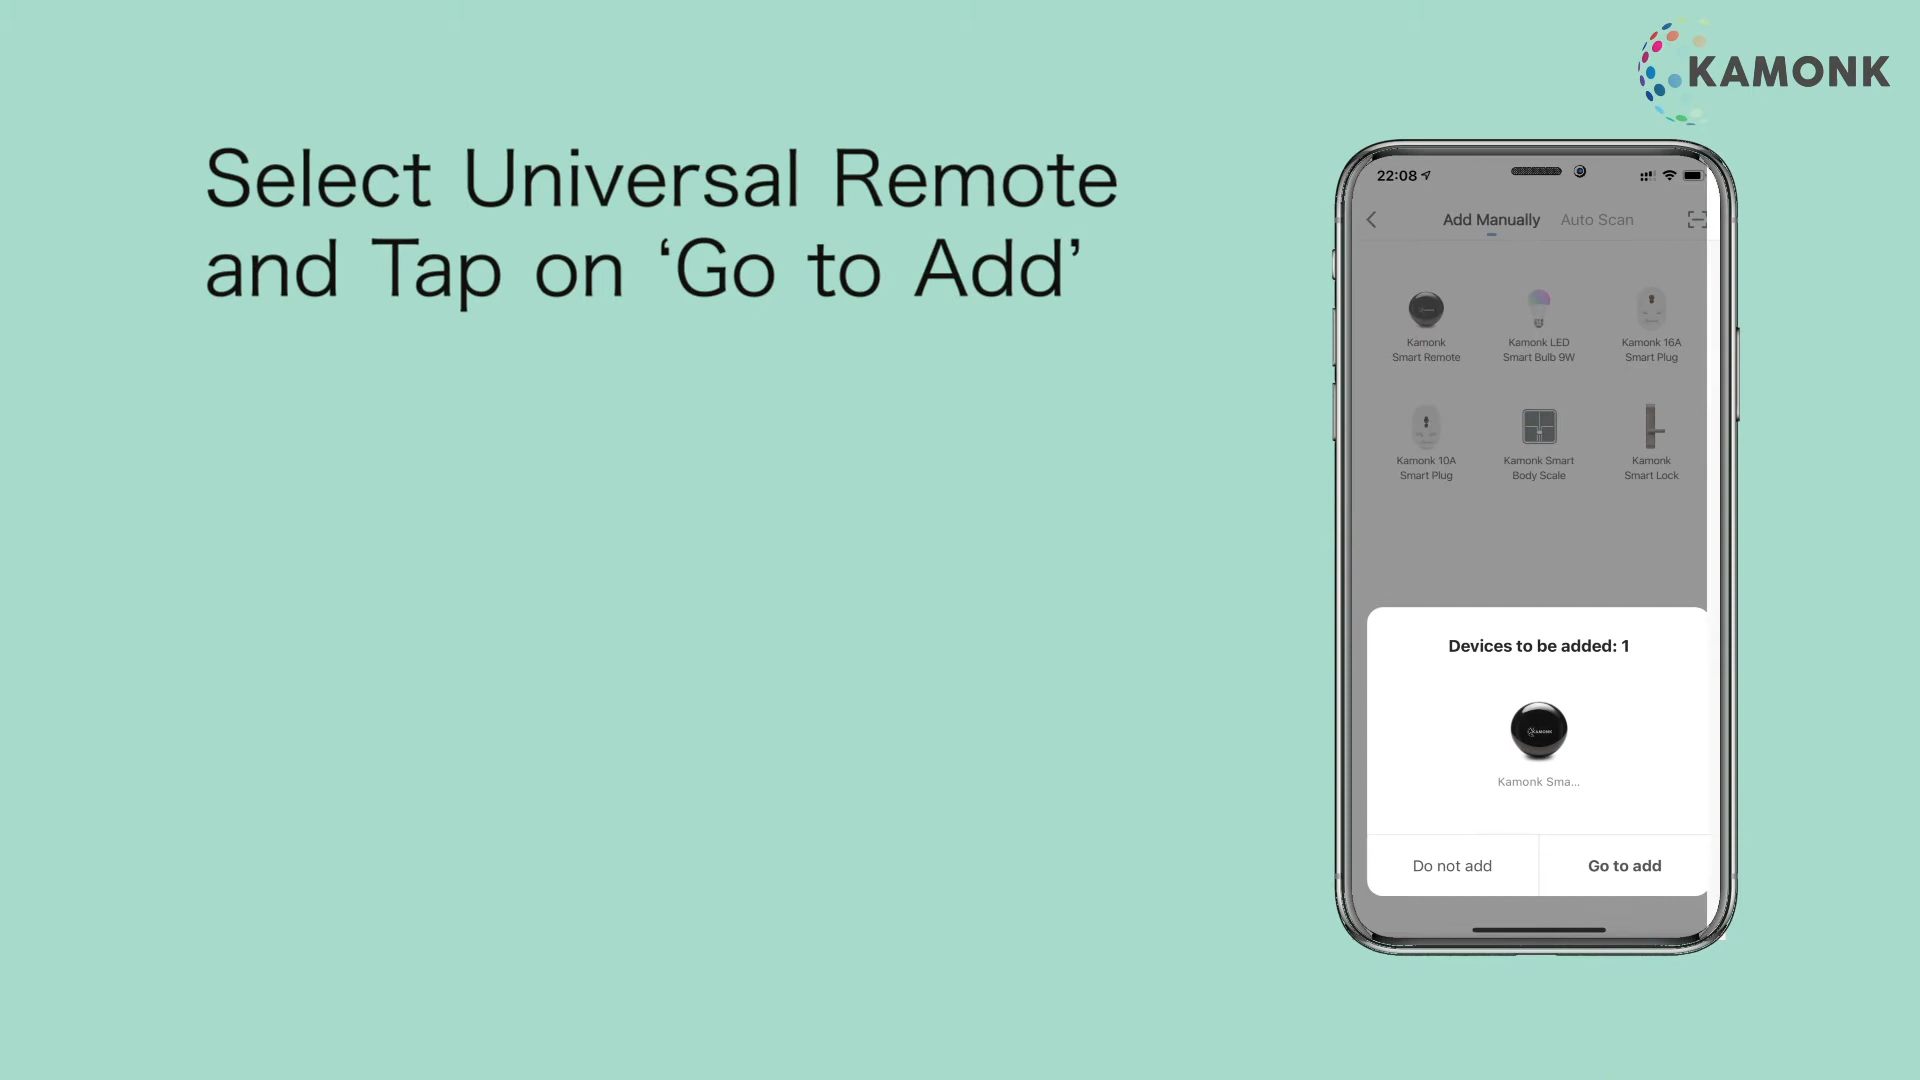 KAMONK
Select Universal Remote
and Tap on ‘Go to Add’
22:08
Add Manually Auto Scan
Kamonk
Smart Remote
Kamonk LED
Smart Bulb 9W
Kamonk 16A
Smart Plug
Kamonk 10A
Smart Plug
Kamonk Smart
Body Scale
Kamonk
Smart Lock
Devices to be added: 1
KAMONK
Kamonk Sma...
Do not add Go to add